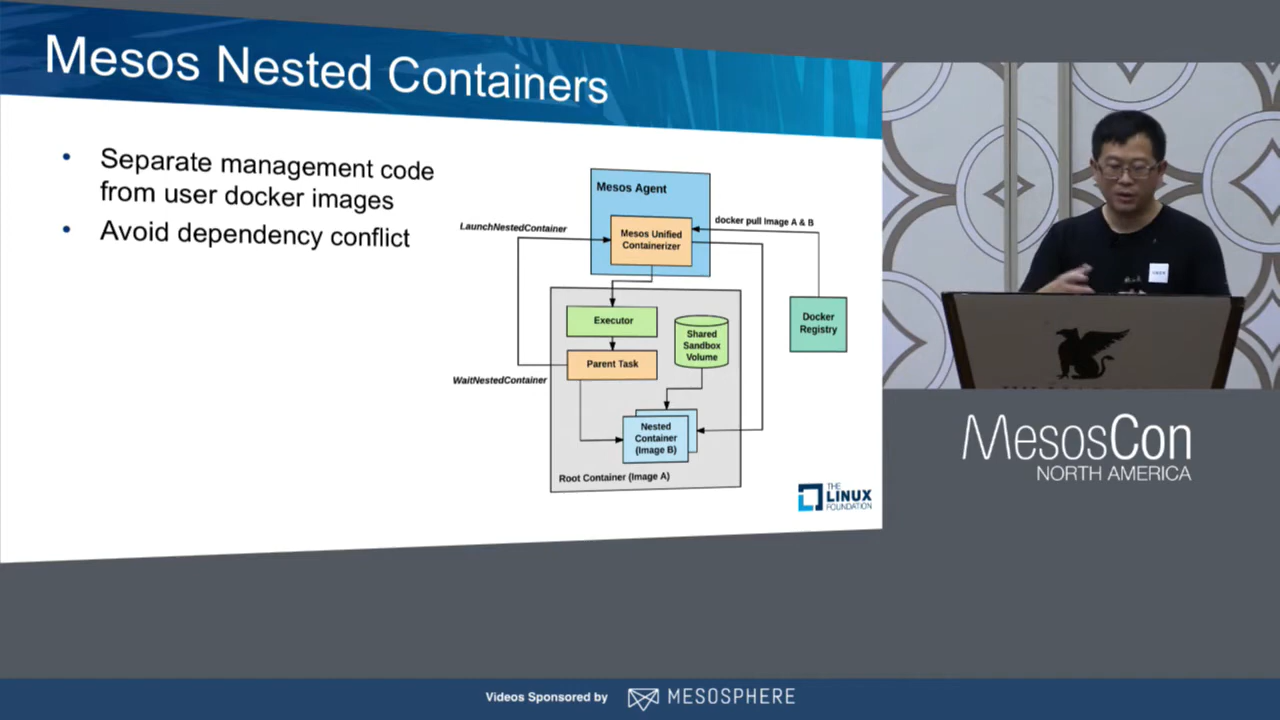 Mesos Nested Containers
• Separate management code
from user docker images
• Avoid dependency conflict
Mesos Agent
Mesos Unified
Containerizer
LaunchNestedContainer
docker pull Image A & B
Executor
Parent Task
Shared
Sandbox
Volume
Docker
Registry
WaitNestedContainer
Nested
Container
(Image B)
Root Container (Image A)
THE
LINUX
FOUNDATION
UBER
MesosCon
NORTH AMERICA
Videos Sponsored by
MESOSPHERE